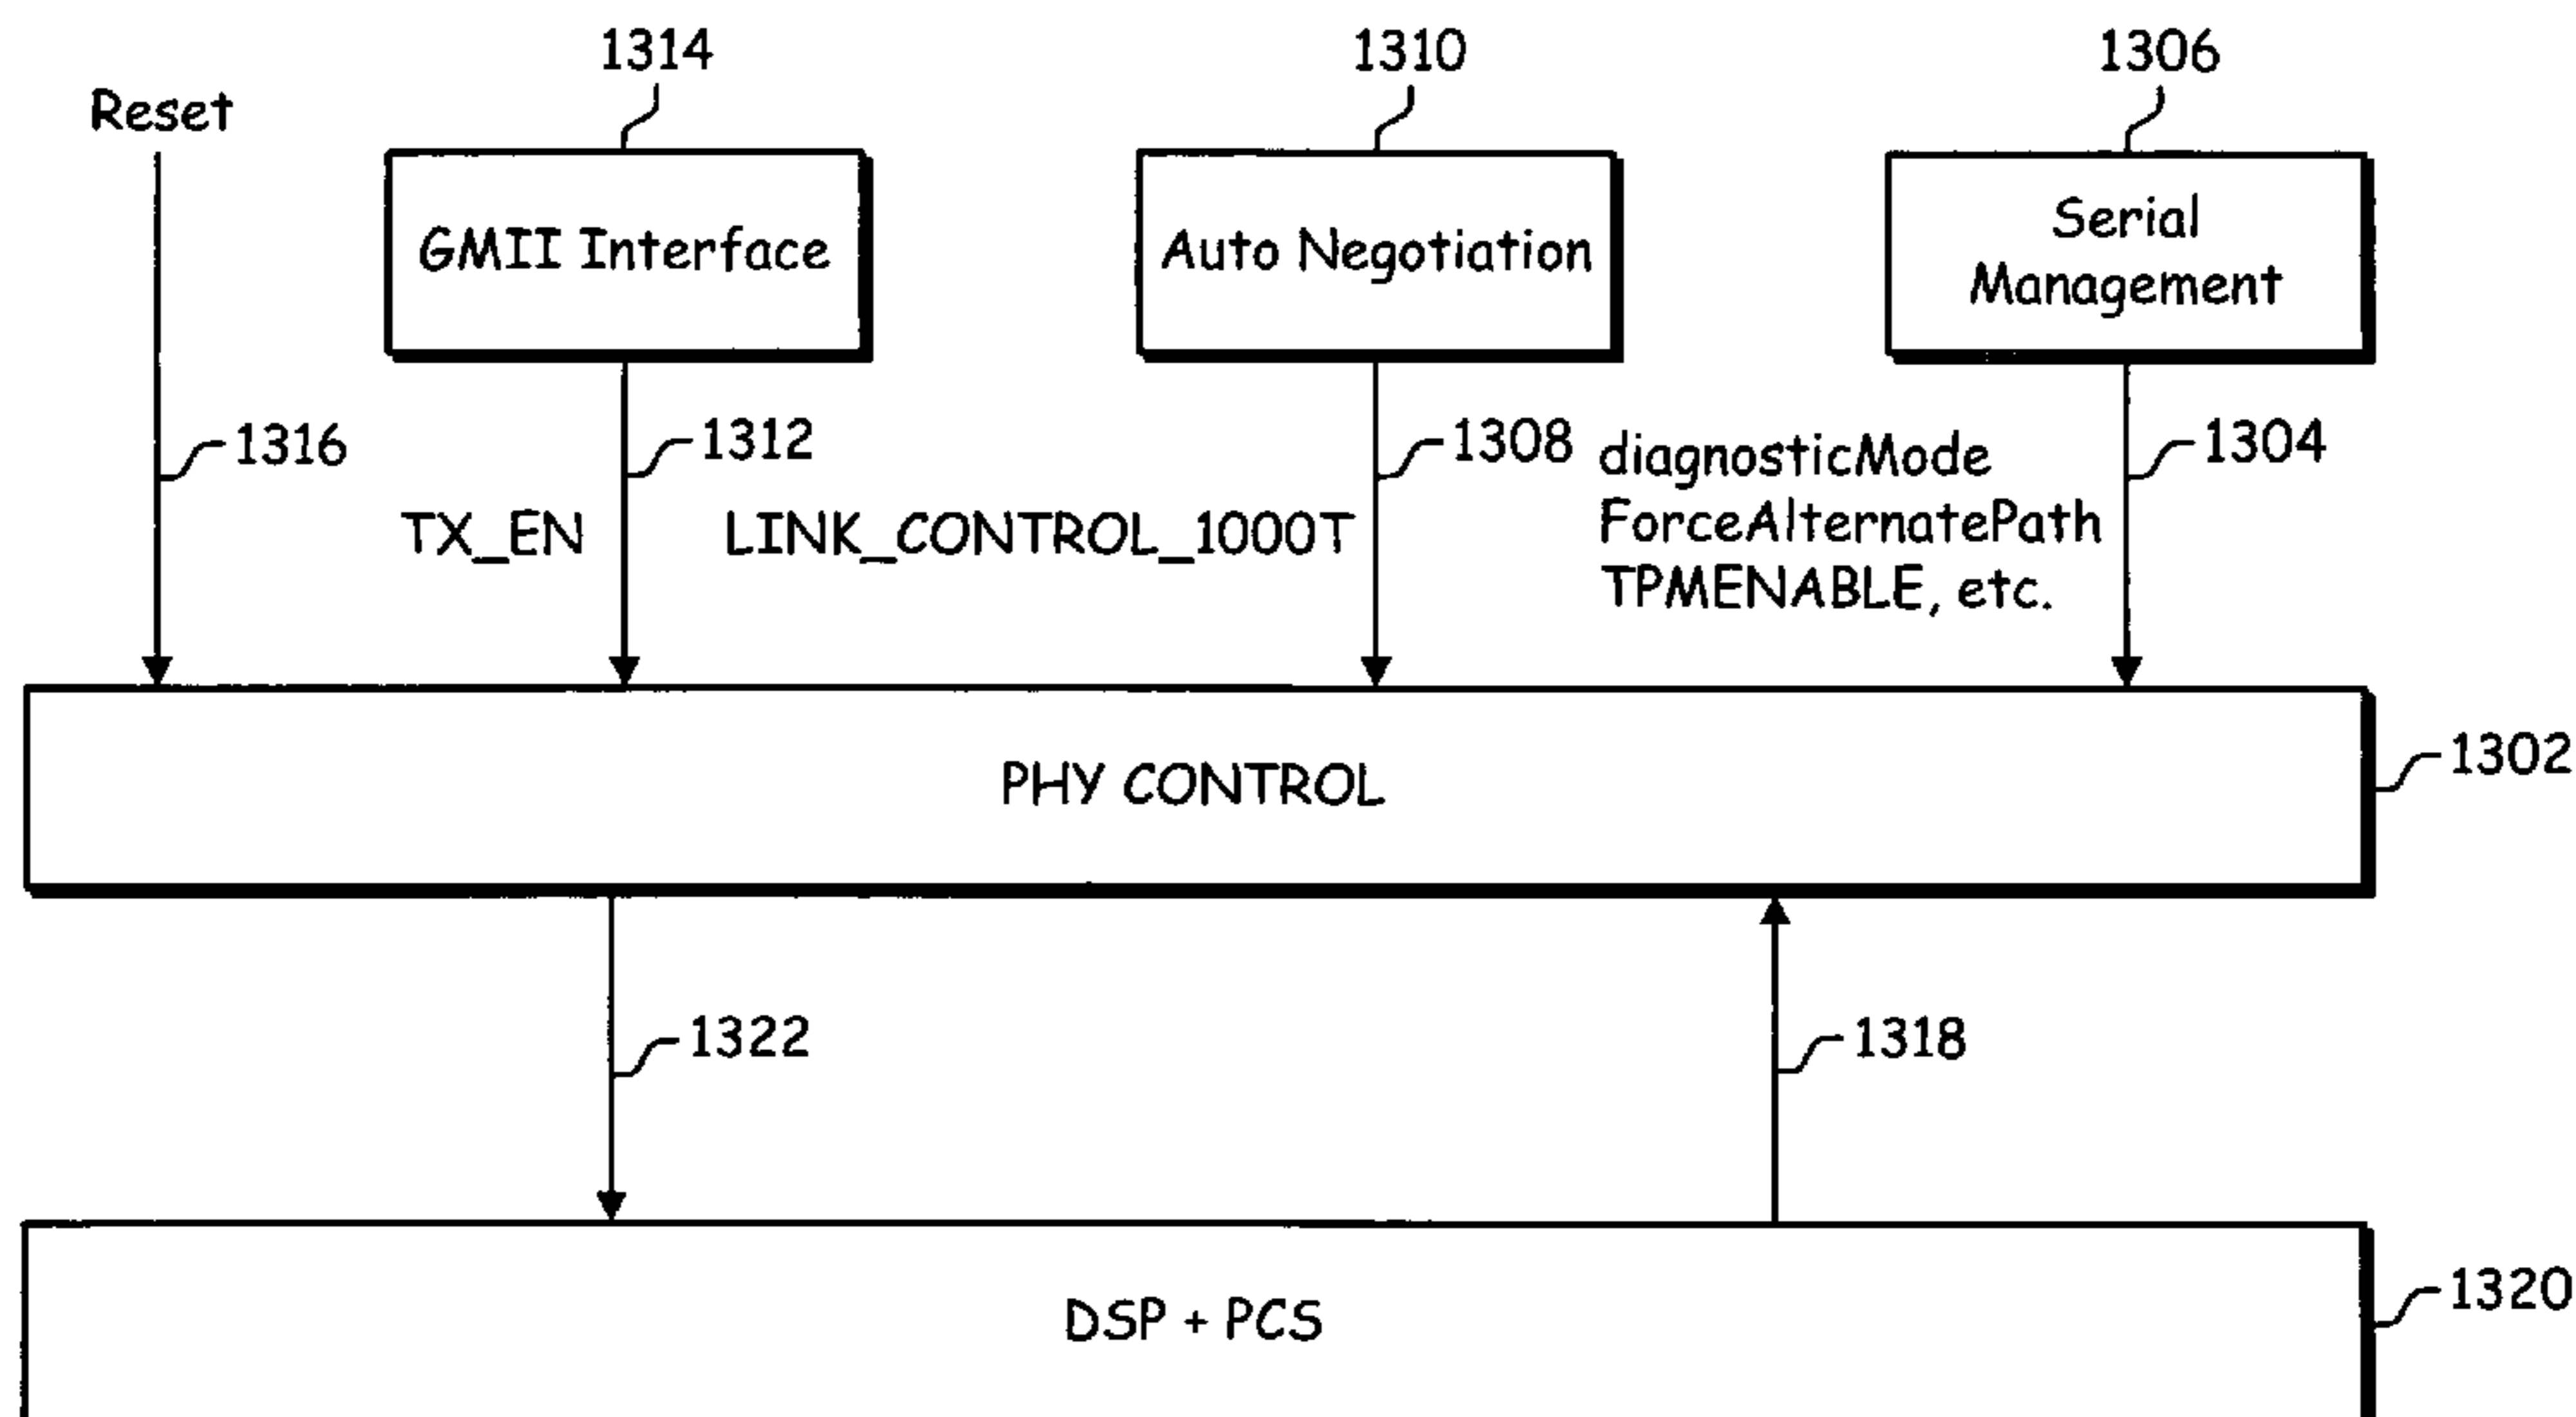 1314
1310
1306
Reset
GMII Interface
Auto Negotiation
Serial
Management
1316
1312
1308
1304
TX_EN
LINK_CONTROL_1000T
diagnosticMode
ForceAlternatePath
TPMENABLE, etc.
PHY CONTROL
1302
1322
1318
DSP + PCS
1320